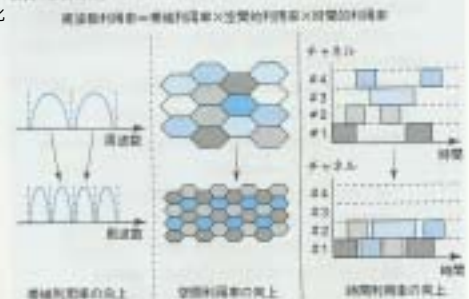 化
周波数利用率＝帯域利用率×空間的利用率×時間的利用率
チャネル
#4
#3
#2
#1
周波数
時間
チャネル
#4
#3
#2
#1
周波数
時間
帯域利用率の向上
空間利用率の向上
時間利用率の向上